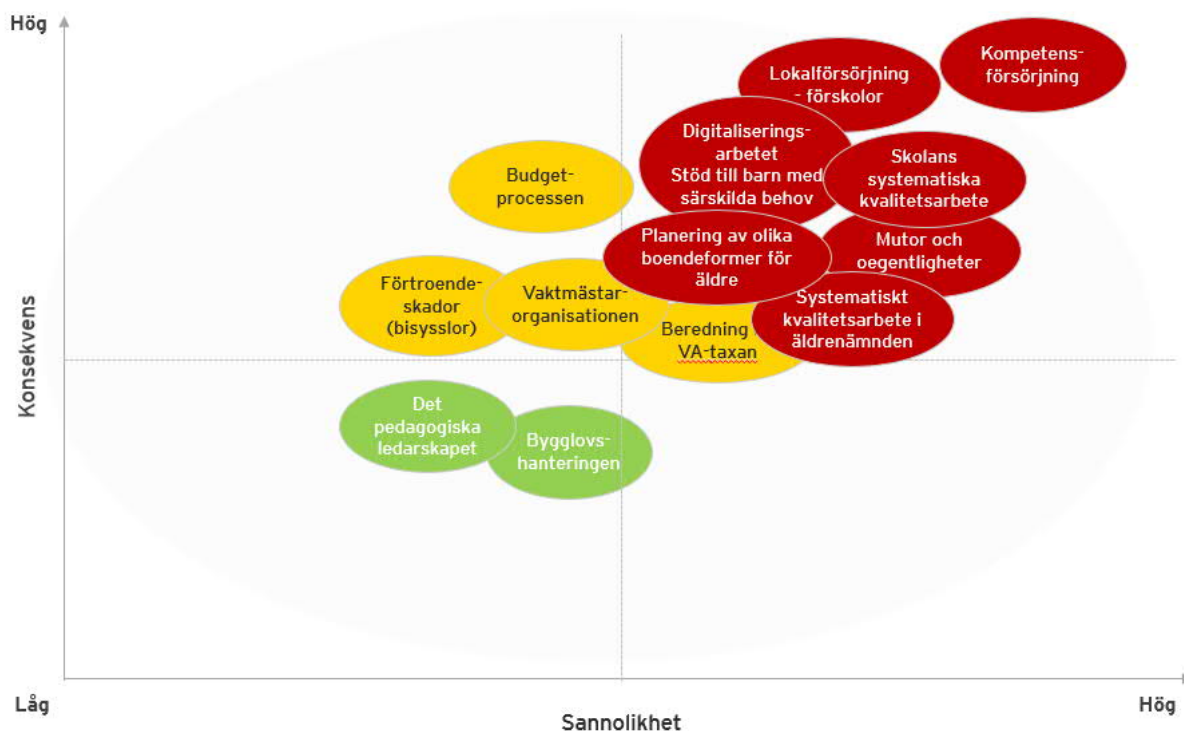 Hög
Kompetens-
försörjning
Lokalförsörjning
- förskolor
Digitaliserings-
arbetet
Stöd till barn med
särskilda behov
Skolans
systematiska
kvalitetsarbete
Budget-
processen
Planering av olika
boendeformer för
äldre
Mutor och
oegentligheter
Förtroende-
skador
(bisysslor)
Vaktmästar-
organisationen
Beredning
VA-taxan
Systematiskt
kvalitetsarbete i
äldrenämnden
Det
pedagogiska
ledarskapet
Bygglovs-
hanteringen
Konsekvens
Låg
Sannolikhet
Hög